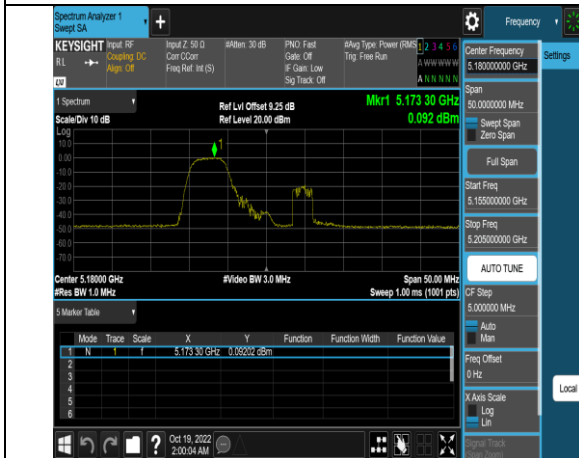 Spectrum Analyzer 1
Swept SA
Frequency
KEYSIGHT
RL
LXI
Input: RF
Coupling: DC
Align: Off
Input Z: 50 Ω
Corr CCorr
Freq Ref: Int (S)
#Atten: 30 dB
PNO: Fast
Gate: Off
IF Gain: Low
Sig Track: Off
#Avg Type: Power (RMS
Trig: Free Run
1 2 3 4 5 6
A W W W W W
A N N N N N
1 Spectrum
Scale/Div 10 dB
Ref Lvl Offset 9.25 dB
Ref Level 20.00 dBm
Mkr1 5.173 30 GHz
0.092 dBm
Log
10.0
0.00
-10.0
-20.0
-30.0
-40.0
-50.0
-60.0
-70.0
1
Center 5.18000 GHz
#Res BW 1.0 MHz
#Video BW 3.0 MHz
Span 50.00 MHz
Sweep 1.00 ms (1001 pts)
5 Marker Table
Mode Trace Scale X Y Function Function Width Function Value
1 N 1 f 5.173 30 GHz 0.09202 dBm
2
3
4
5
6
Center Frequency
5.180000000 GHz
Settings
Span
50.0000000 MHz
Swept Span
Zero Span
Full Span
Start Freq
5.155000000 GHz
Stop Freq
5.205000000 GHz
AUTO TUNE
CF Step
5.000000 MHz
Auto
Man
Freq Offset
0 Hz
X Axis Scale
Log
Lin
Local
Signal Track
(Span Zoom)
?
Oct 19, 2022
2:00:04 AM